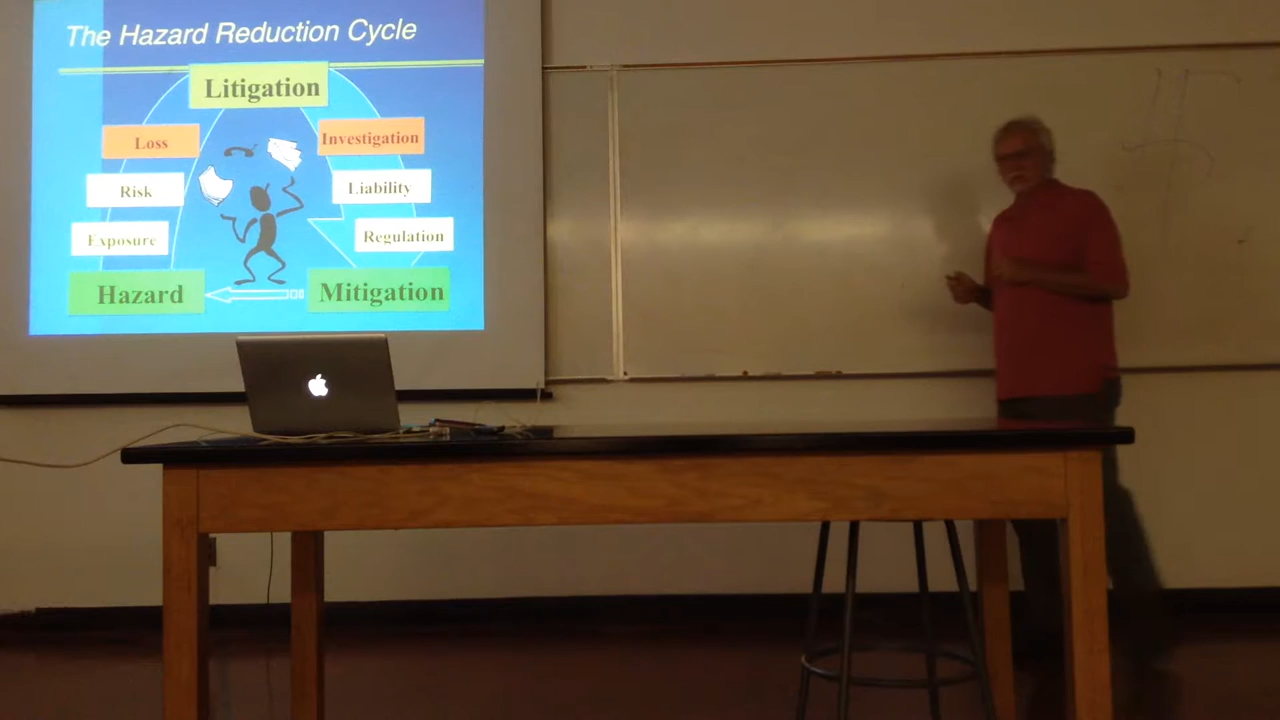 The Hazard Reduction Cycle
Litigation
Loss
Investigation
Risk
Liability
Exposure
Regulation
Hazard
Mitigation